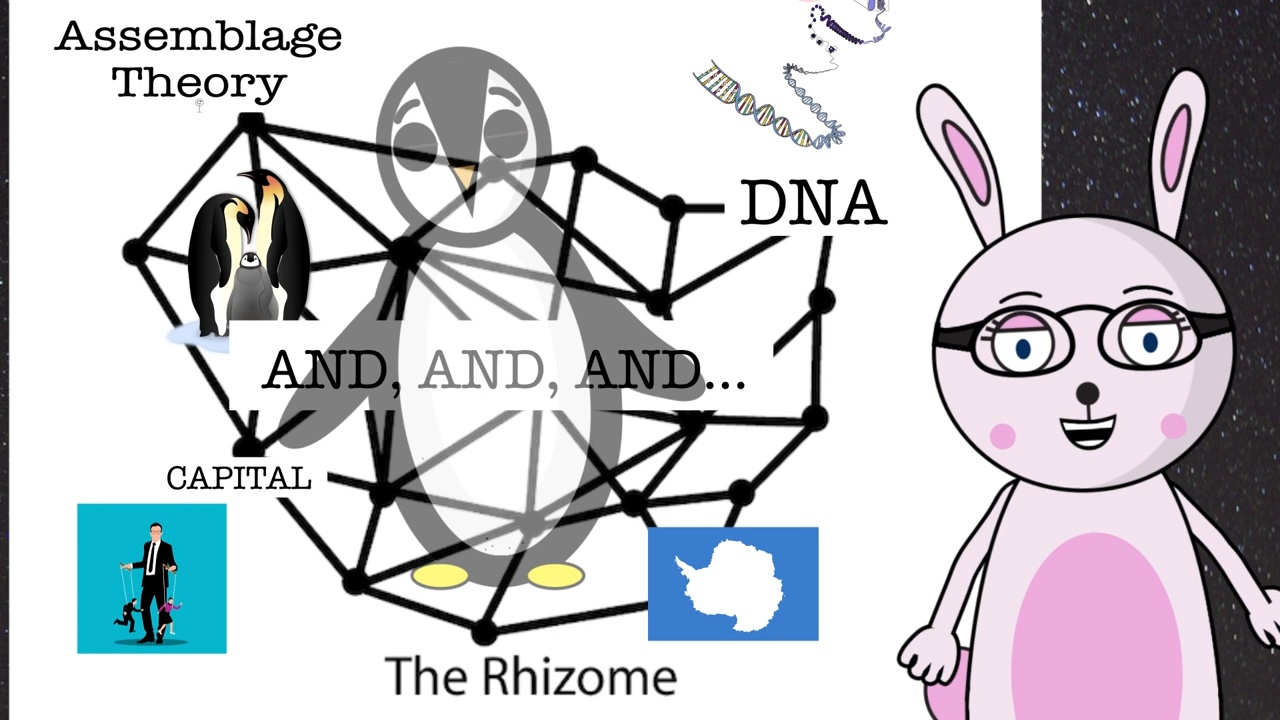 Assemblage
Theory
DNA
AND, AND, AND...
CAPITAL
The Rhizome